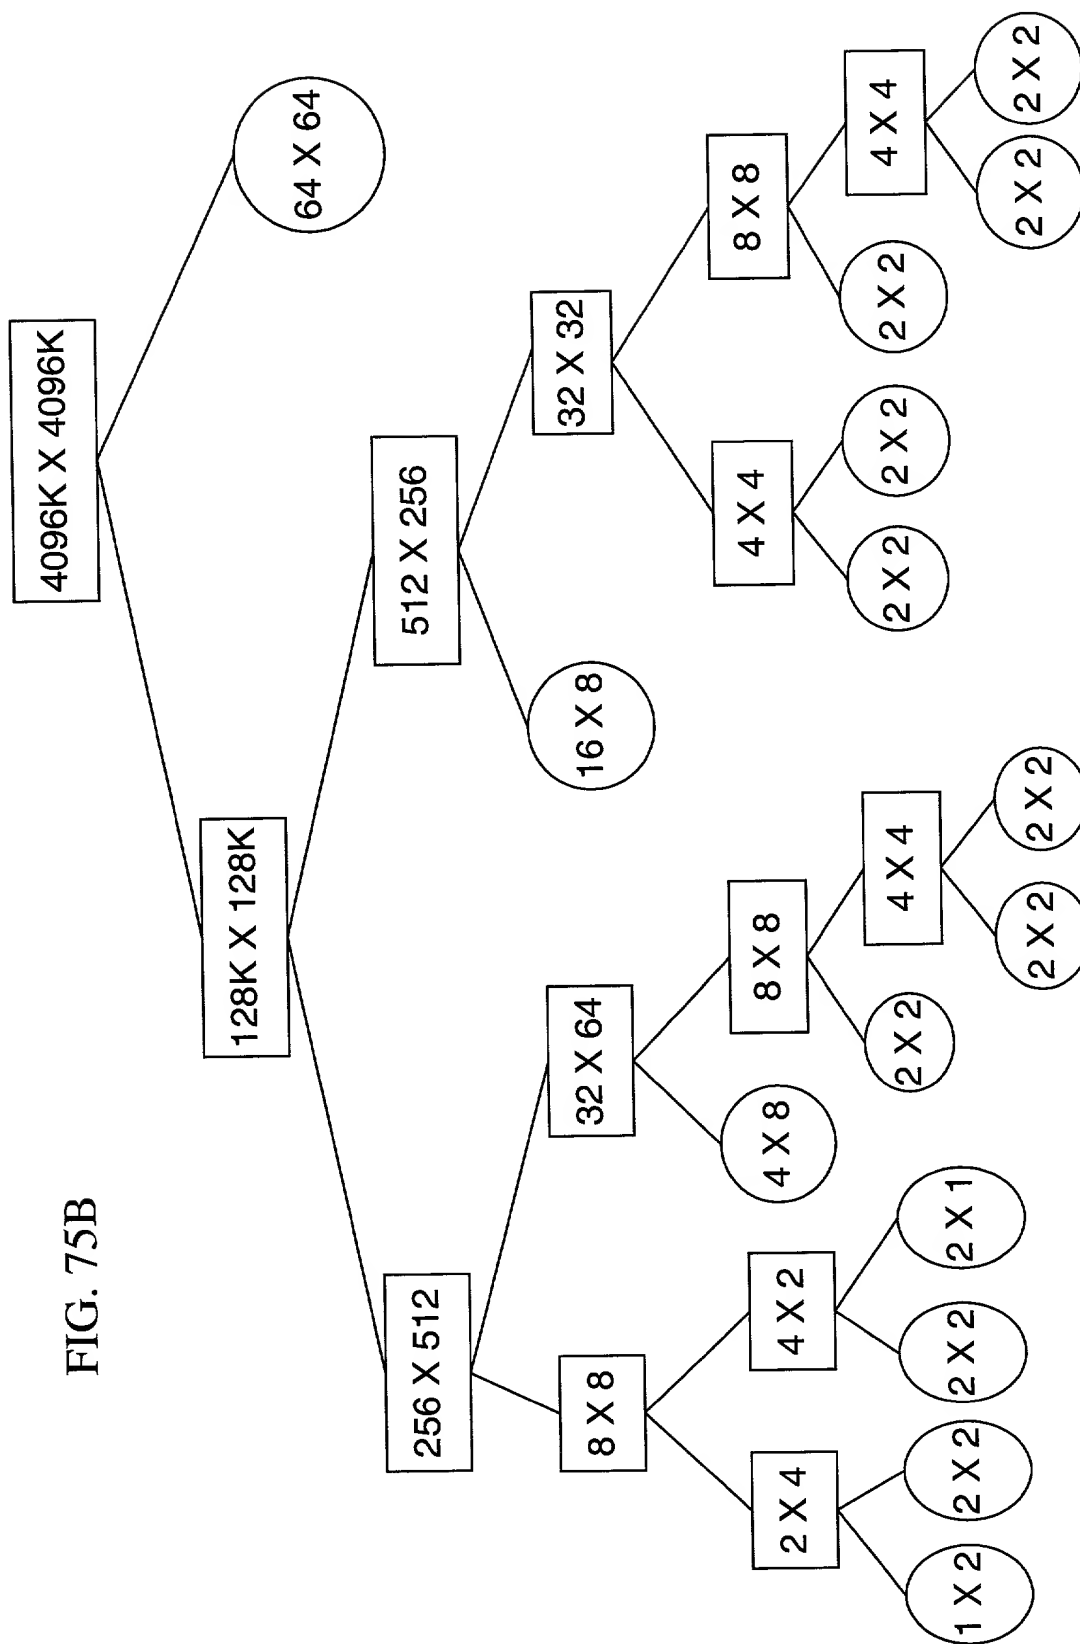 FIG. 75B
4096K X 4096K
128K X 128K
64 X 64
256 X 512
512 X 256
8 X 8
32 X 64
16 X 8
32 X 32
2 X 4
4 X 2
4 X 8
8 X 8
4 X 4
8 X 8
1 X 2
2 X 2
2 X 2
2 X 1
2 X 2
4 X 4
2 X 2
2 X 2
2 X 2
4 X 4
2 X 2
2 X 2
2 X 2
2 X 2